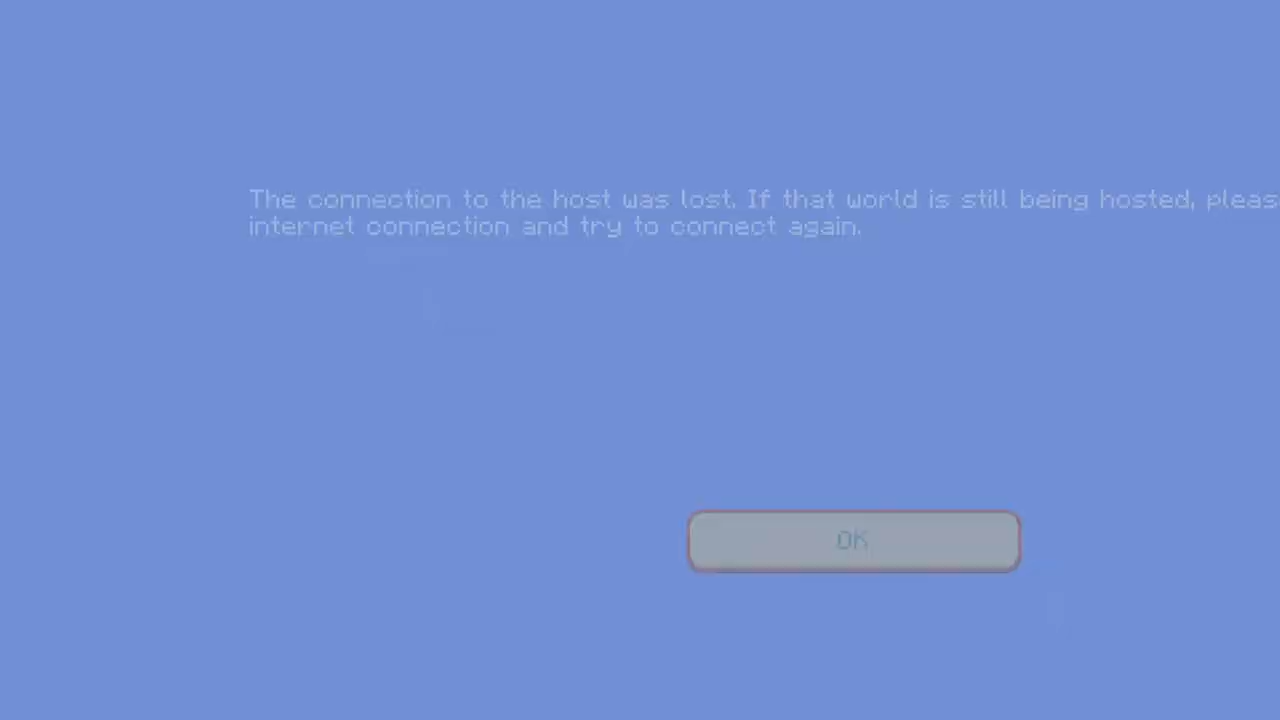 The connection to the host was lost. If that world is still being hosted, pleas
internet connection and try to connect again.
OK